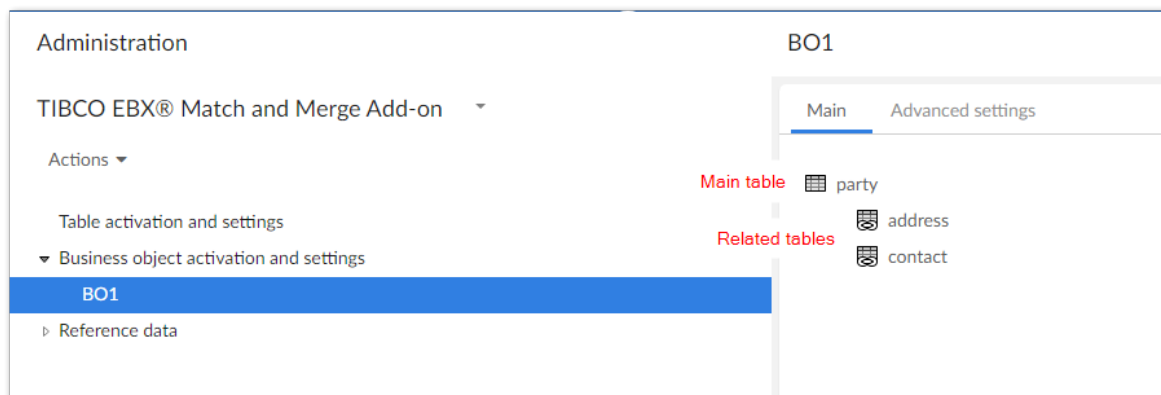 Administration
BO1
TIBCO EBX® Match and Merge Add-on
Main
Advanced settings
Actions
Main table
party
Table activation and settings
address
Related tables
Business object activation and settings
contact
BO1
Reference data